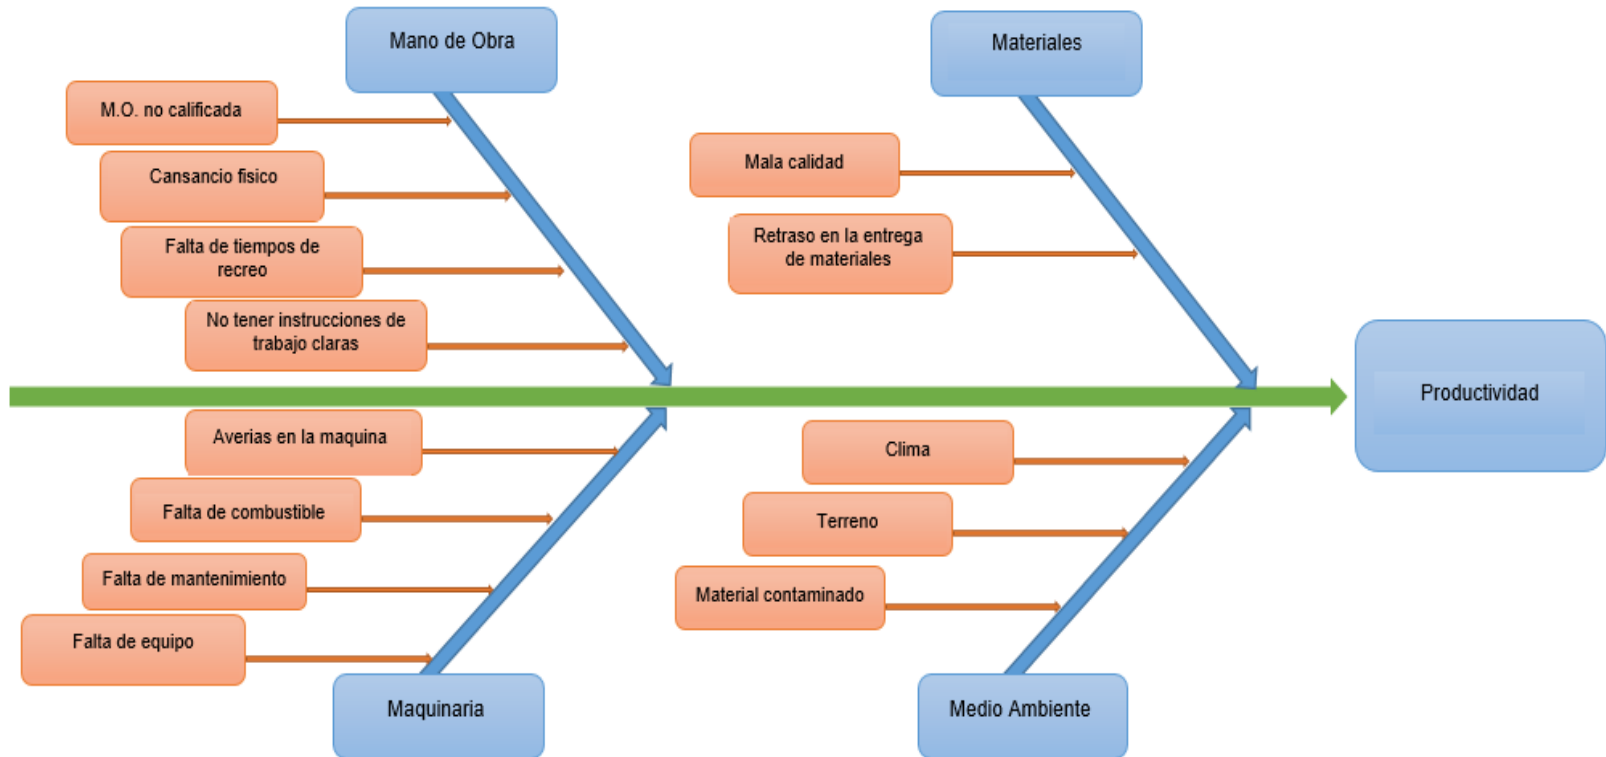 Mano de Obra
Materiales
M.O. no calificada
Cansancio fisico
Falta de tiempos de
recreo
No tener instrucciones de
trabajo claras
Mala calidad
Retraso en la entrega
de materiales
Productividad
Averias en la maquina
Falta de combustible
Falta de mantenimiento
Falta de equipo
Clima
Terreno
Material contaminado
Maquinaria
Medio Ambiente